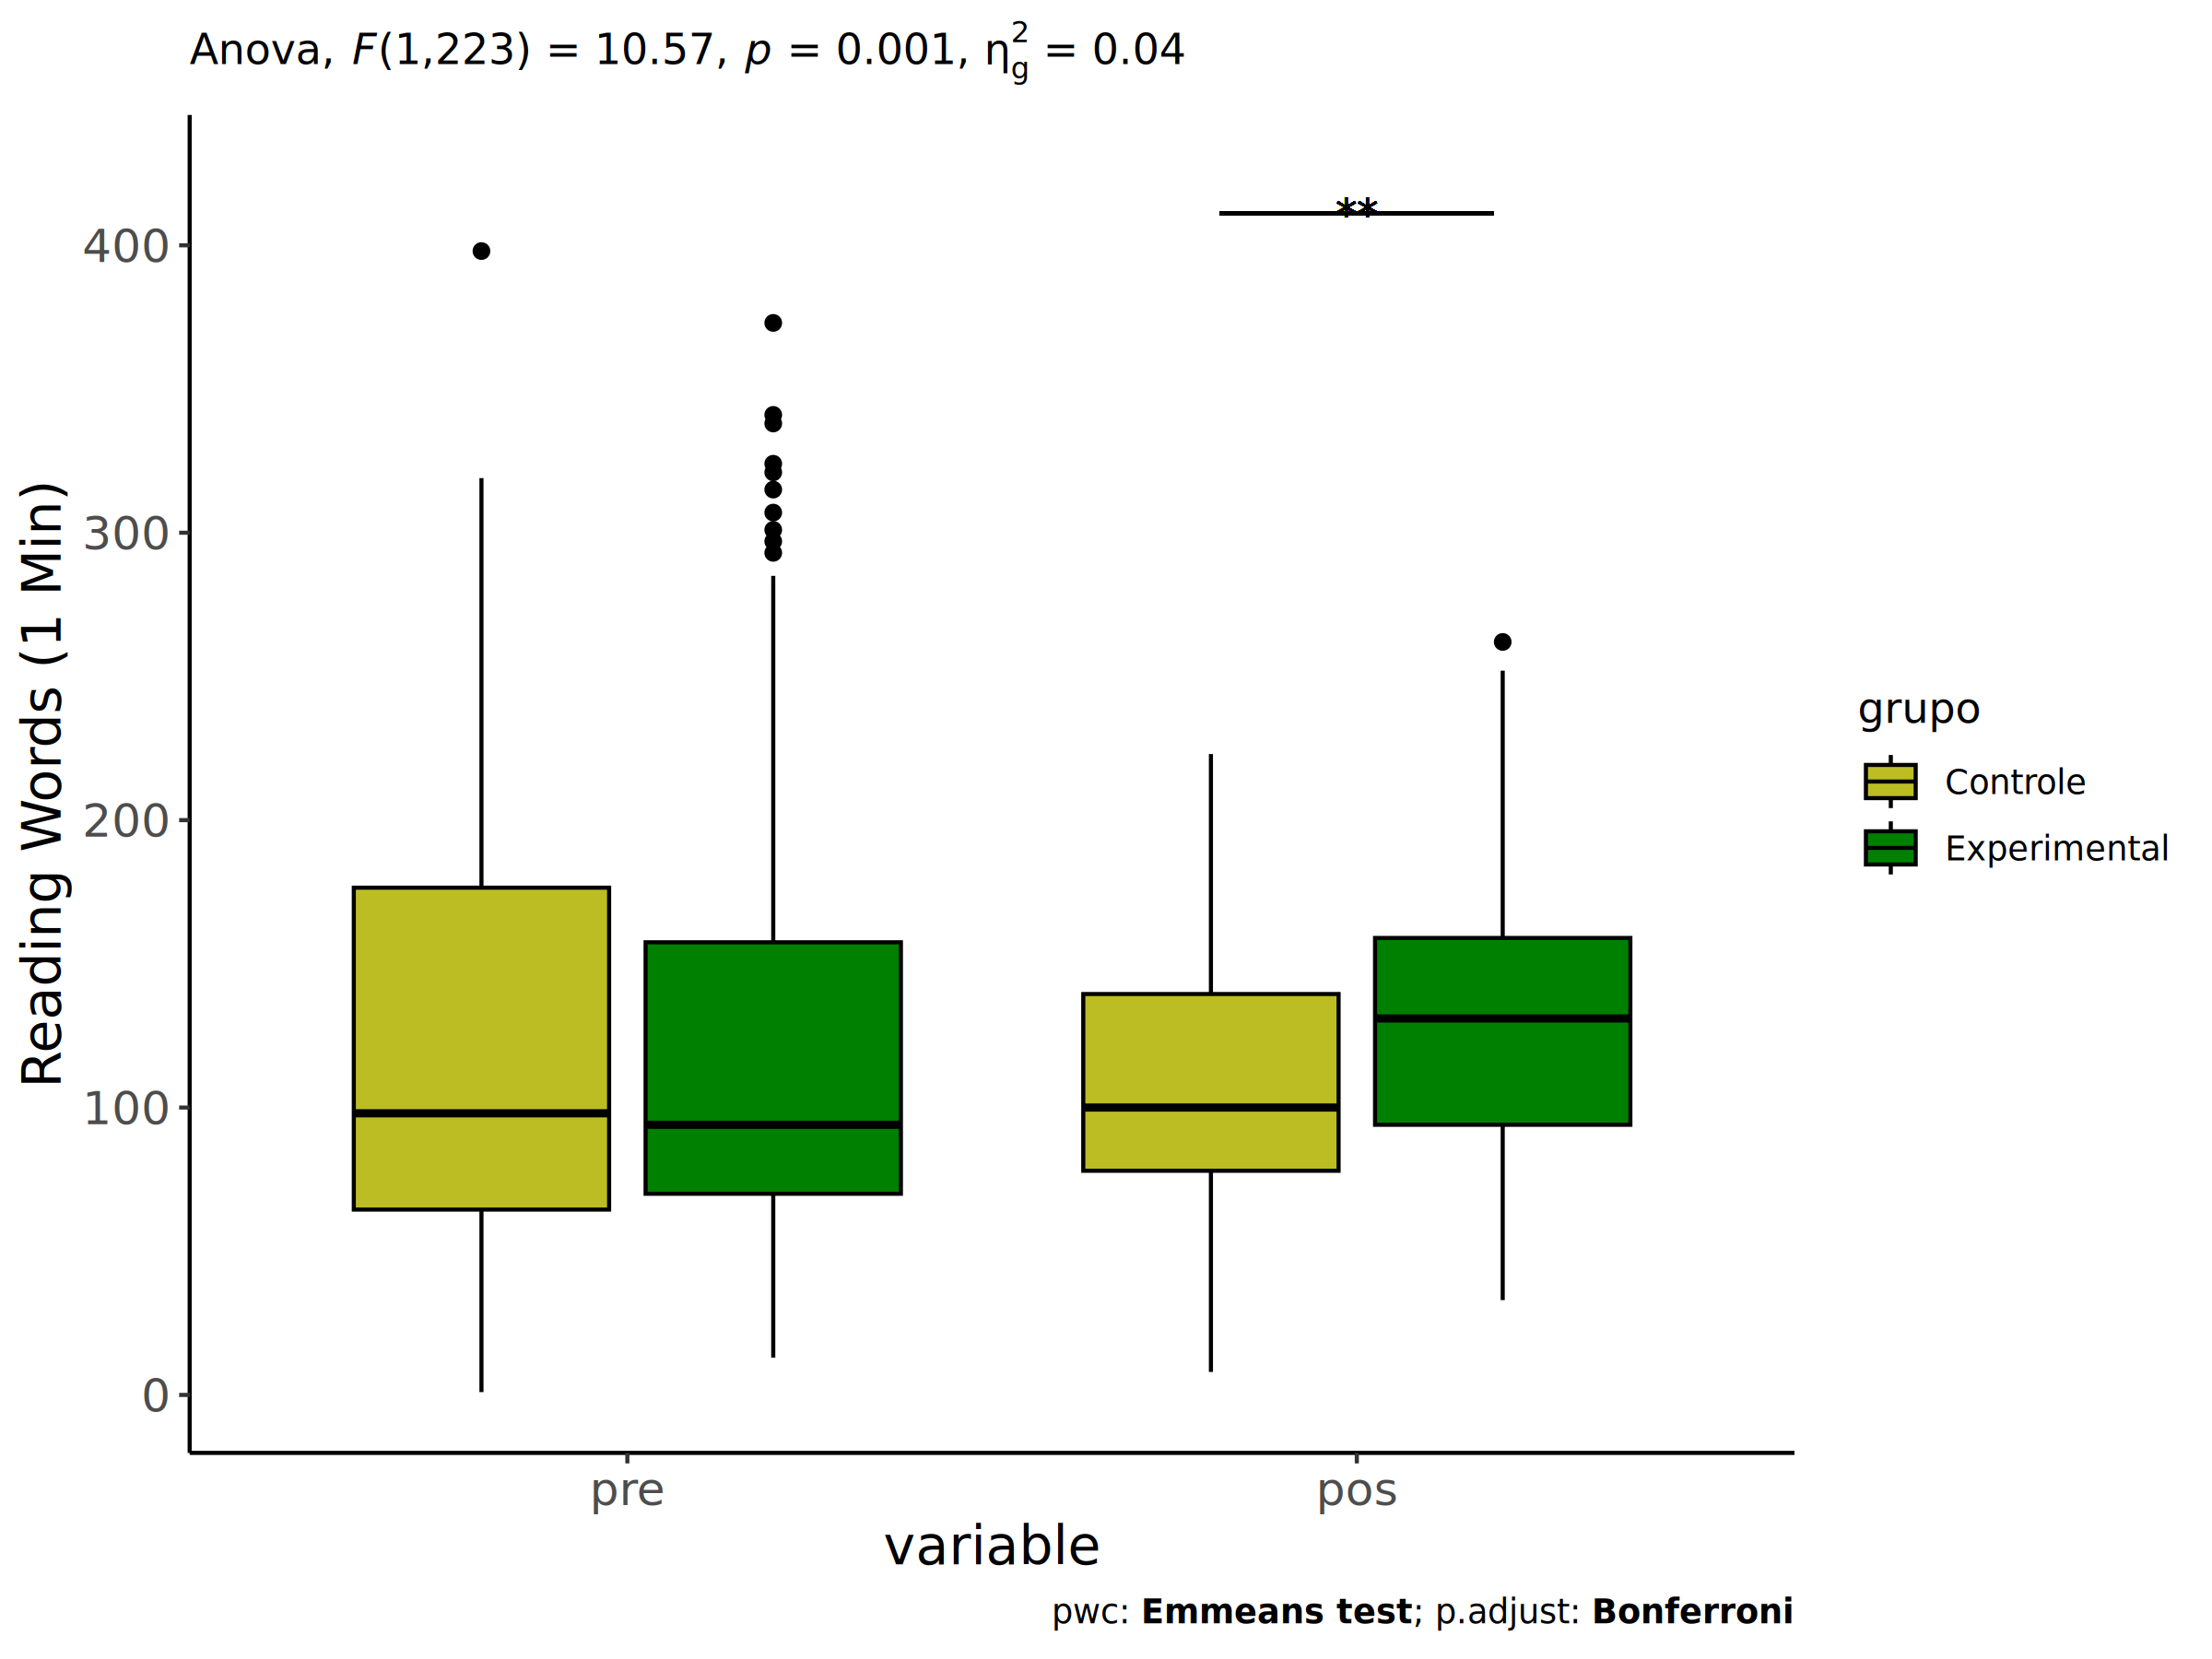 Anova, F(1,223) = 10.57, p = 0.001, η²g = 0.04
**
400
300
200
100
0
Reading Words (1 Min)
pre
pos
variable
grupo
Controle
Experimental
pwc: Emmeans test; p.adjust: Bonferroni